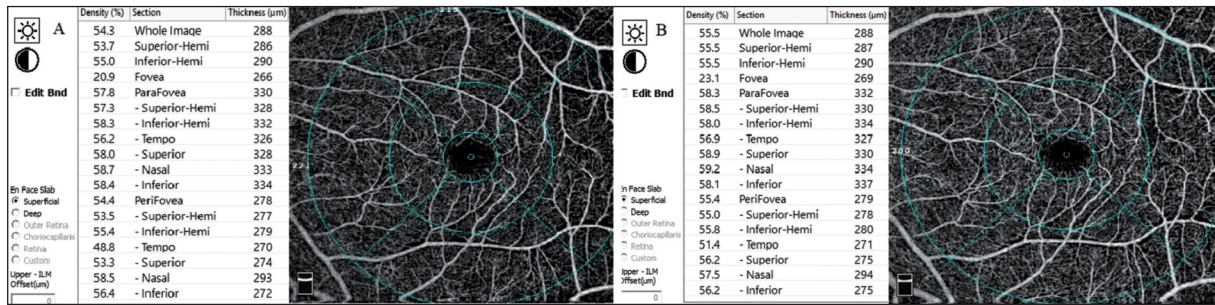 A
Density (%) Section Thickness (µm)
54.3 Whole Image 288
53.7 Superior-Hemi 286
55.0 Inferior-Hemi 290
20.9 Fovea 266
57.8 ParaFovea 330
57.3 - Superior-Hemi 328
58.3 - Inferior-Hemi 332
56.2 - Tempo 326
58.0 - Superior 328
58.7 - Nasal 333
58.4 - Inferior 334
54.4 PeriFovea 278
53.5 - Superior-Hemi 277
55.4 - Inferior-Hemi 279
48.8 - Tempo 270
53.3 - Superior 274
58.5 - Nasal 293
56.4 - Inferior 272
Edit Bnd
En Face Slab
Superficial
Deep
Outer Retina
Choriocapillaris
Retina
Custom
Upper - ILM
Offset(um)
0
B
Density (%) Section Thickness (µm)
55.5 Whole Image 288
55.5 Superior-Hemi 287
55.5 Inferior-Hemi 290
23.1 Fovea 269
58.3 ParaFovea 332
58.5 - Superior-Hemi 330
58.0 - Inferior-Hemi 334
56.9 - Tempo 327
58.9 - Superior 330
59.2 - Nasal 334
58.1 - Inferior 337
55.4 PeriFovea 279
55.0 - Superior-Hemi 278
55.8 - Inferior-Hemi 280
51.4 - Tempo 271
56.2 - Superior 275
57.5 - Nasal 294
56.2 - Inferior 275
Edit Bnd
En Face Slab
Superficial
Deep
Outer Retina
Choriocapillaris
Retina
Custom
Upper - ILM
Offset(um)
0